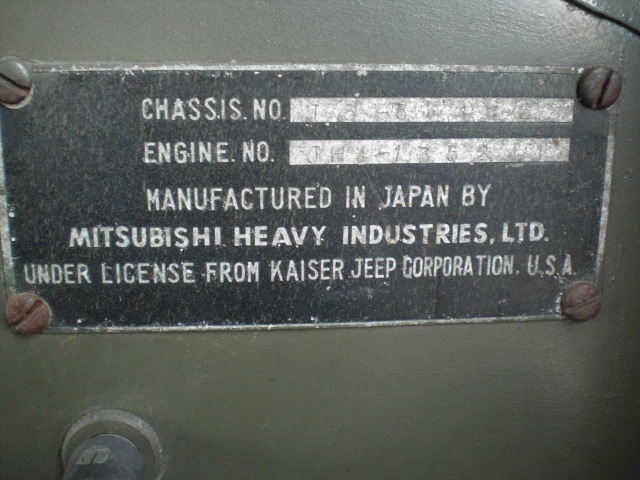 CHASSIS. NO.
ENGINE. NO.
MANUFACTURED IN JAPAN BY
MITSUBISHI HEAVY INDUSTRIES, LTD.
UNDER LICENSE FROM KAISER JEEP CORPORATION. U.S.A.